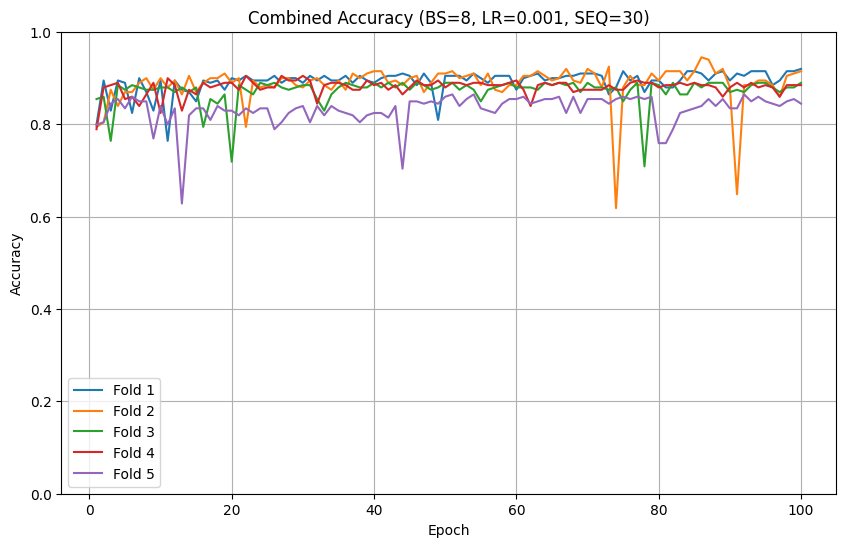 Combined Accuracy (BS=8, LR=0.001, SEQ=30)
1.0
0.8
0.6
0.4
0.2
0.0
Accuracy
Fold 1
Fold 2
Fold 3
Fold 4
Fold 5
0 20 40 60 80 100
Epoch